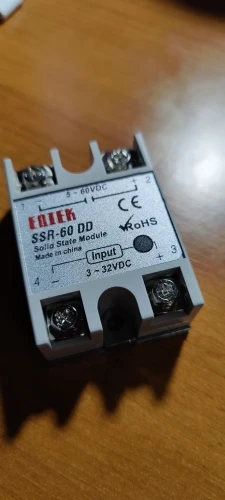 5 ~ 60VDC
1 - + 2
FQTEK
CE
SSR-60 DD
RoHS
Solid State Module
Made in china
Input
4 - + 3
3 ~ 32VDC